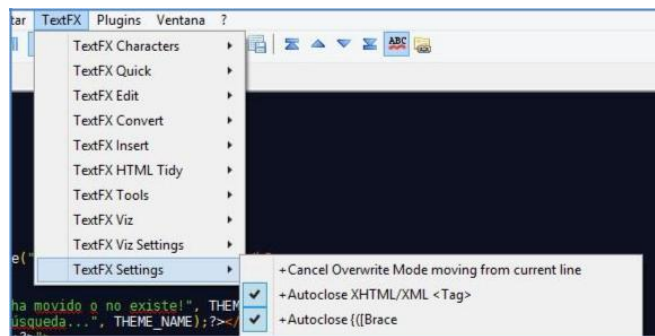 tar TextFX Plugins Ventana ?
ABC
TextFX Characters
TextFX Quick
TextFX Edit
TextFX Convert
TextFX Insert
TextFX HTML Tidy
TextFX Tools
TextFX Viz
TextFX Viz Settings
e("
TextFX Settings
+Cancel Overwrite Mode moving from current line
+Autoclose XHTML/XML <Tag>
+Autoclose {([Brace
ha movido o no existe!", THEM
úsqueda...", THEME_NAME);?></